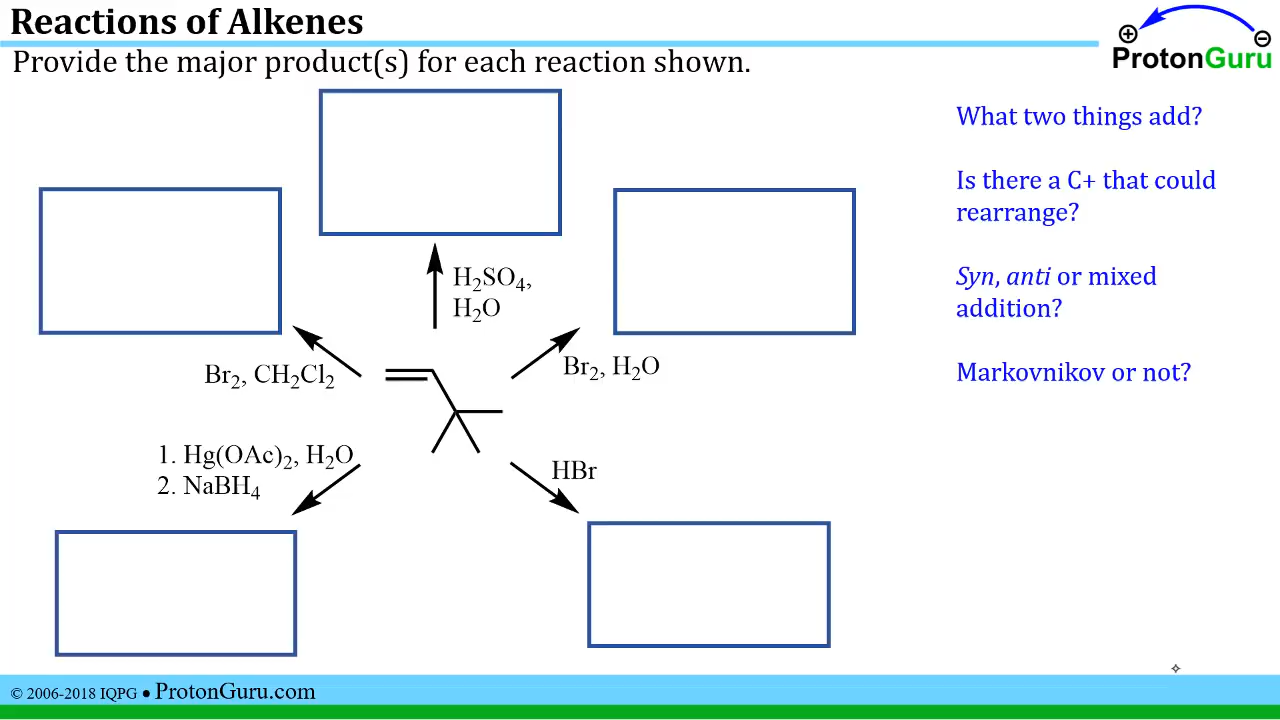 Reactions of Alkenes
ProtonGuru
Provide the major product(s) for each reaction shown.
What two things add?
Is there a C+ that could
rearrange?
Syn, anti or mixed
addition?
Markovnikov or not?
H2SO4,
H2O
Br2, CH2Cl2
Br2, H2O
1. Hg(OAc)2, H2O
2. NaBH4
HBr
© 2006-2018 IQPG ● ProtonGuru.com